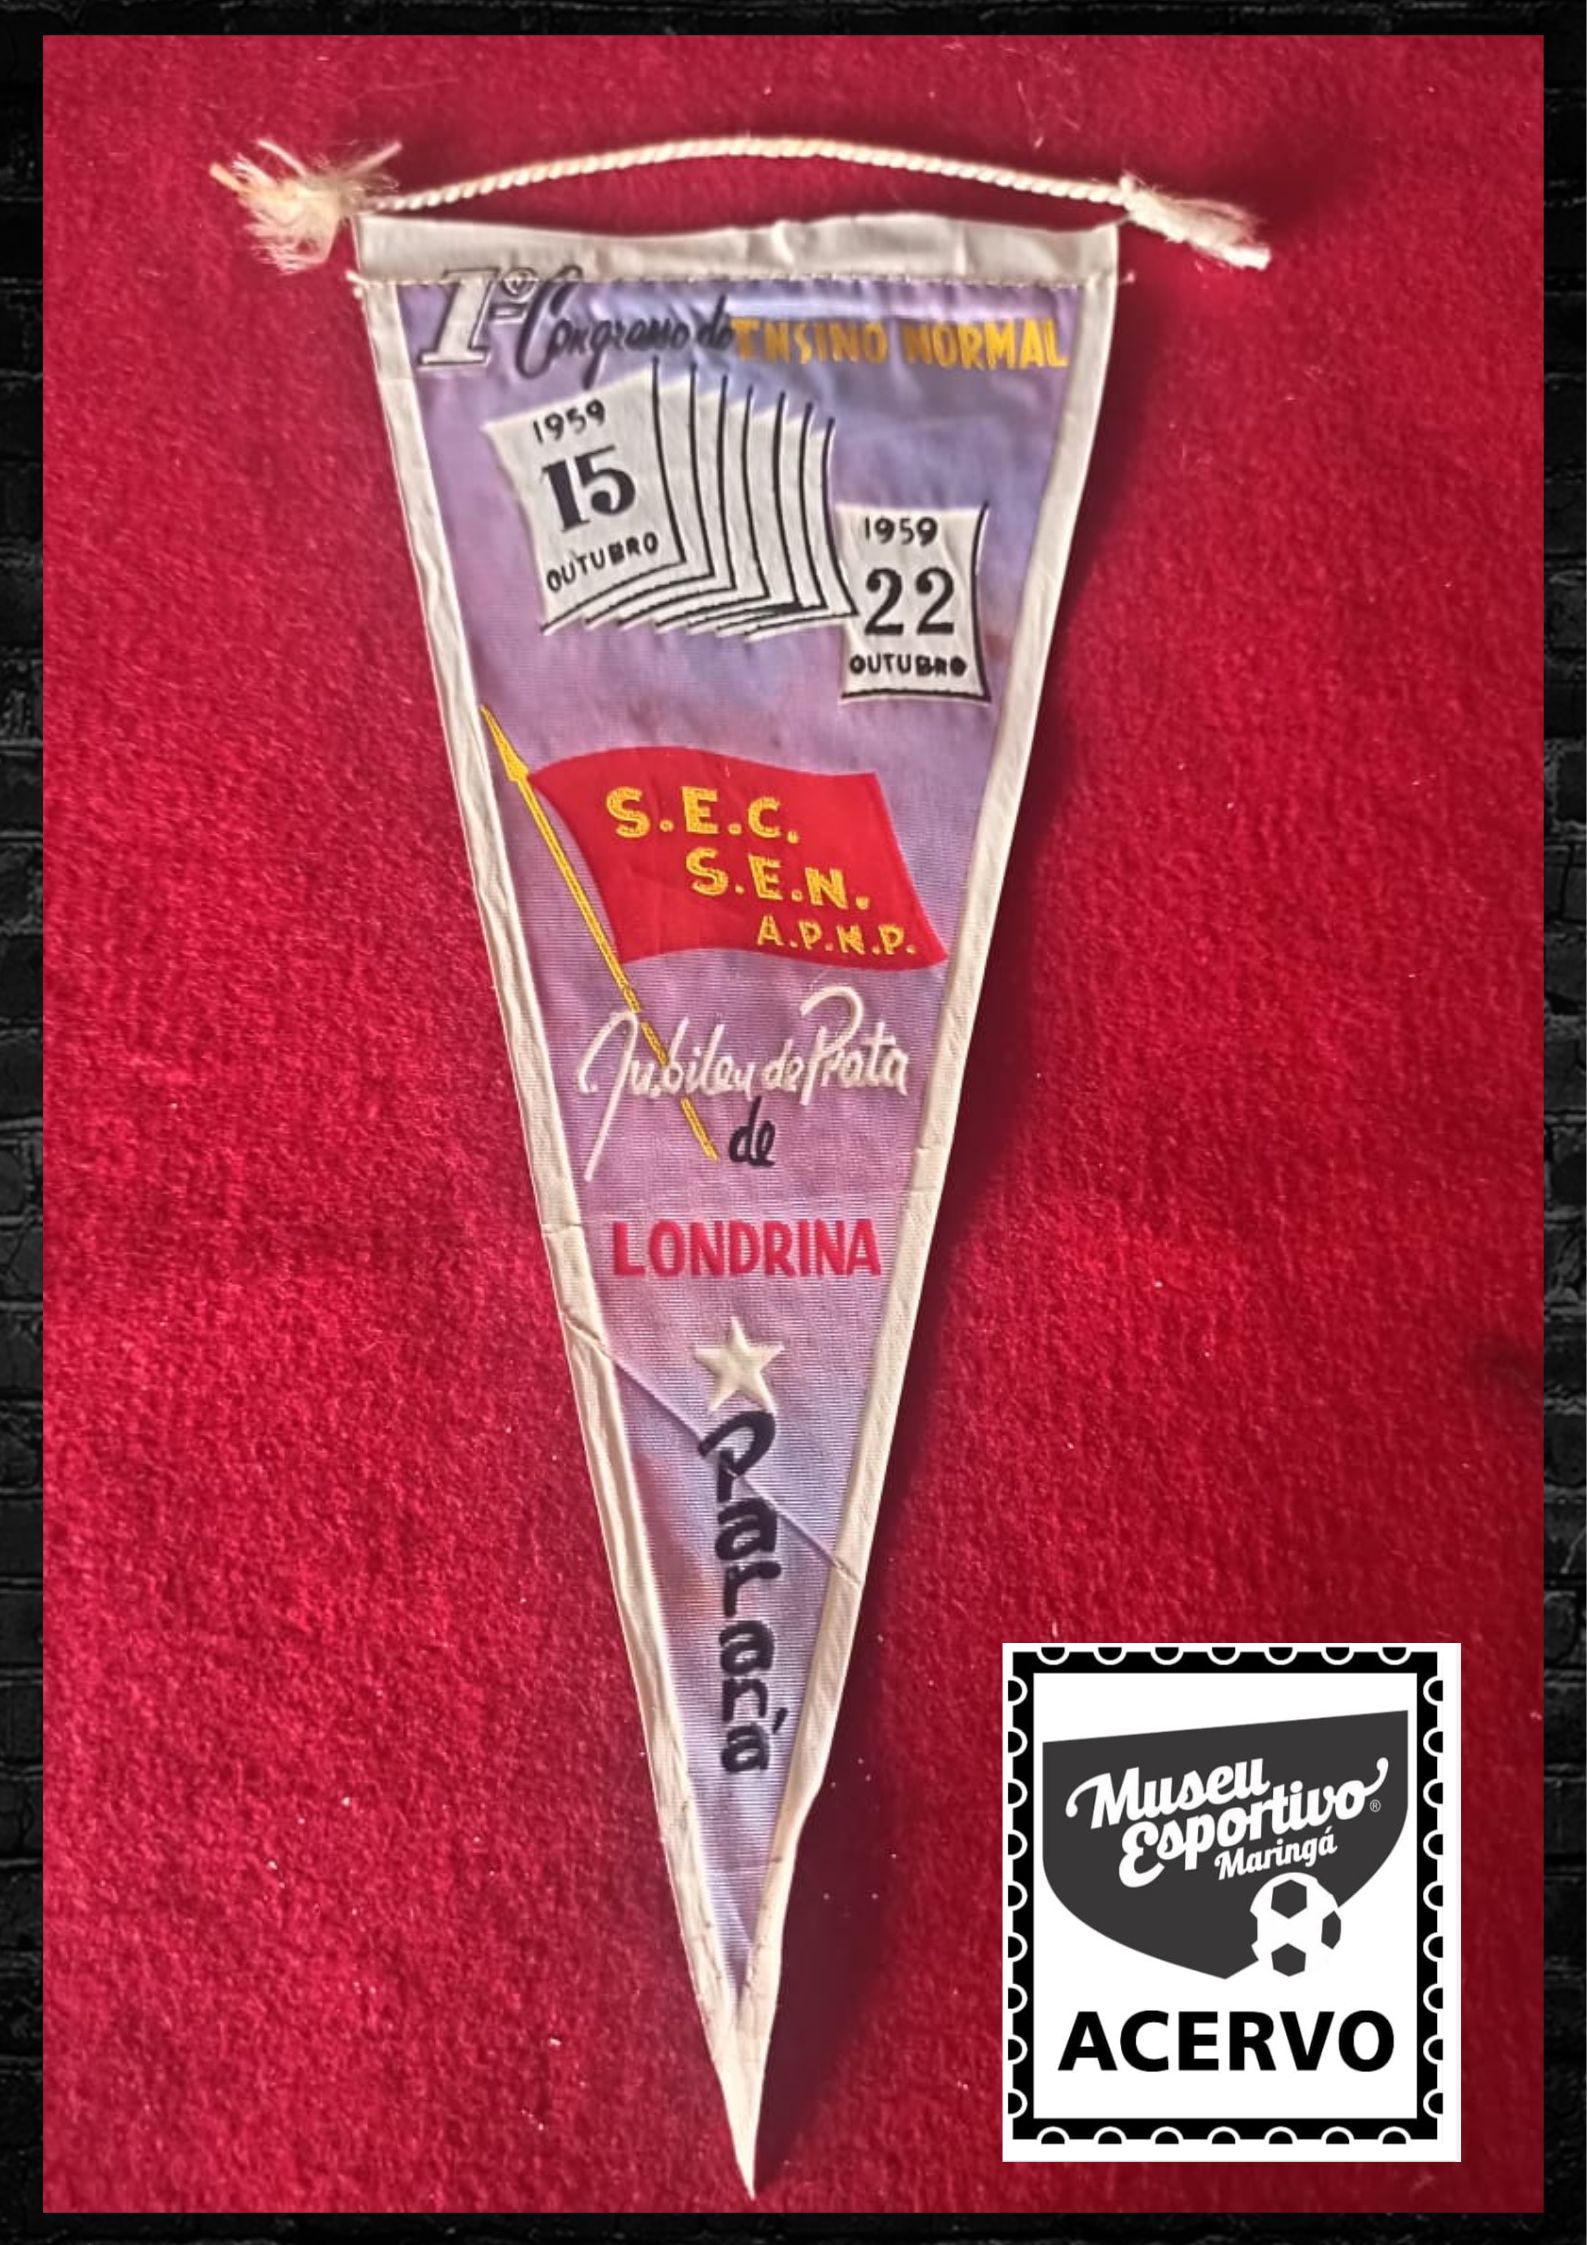 1º Congresso do ENSINO NORMAL
1959
15
OUTUBRO
1959
22
OUTUBRO
S.E.C.
S.E.N.
A.P.N.P.
Jubileu de Prata
de
LONDRINA
Paraná
Museu
Esportivo®
Maringá
ACERVO